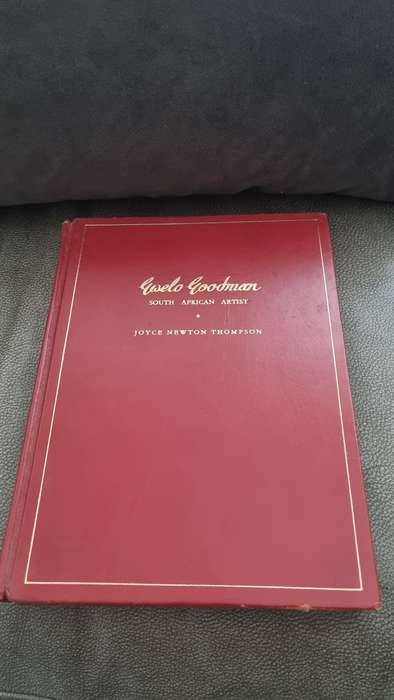 Gwelo Goodman
SOUTH AFRICAN ARTIST
JOYCE NEWTON THOMPSON